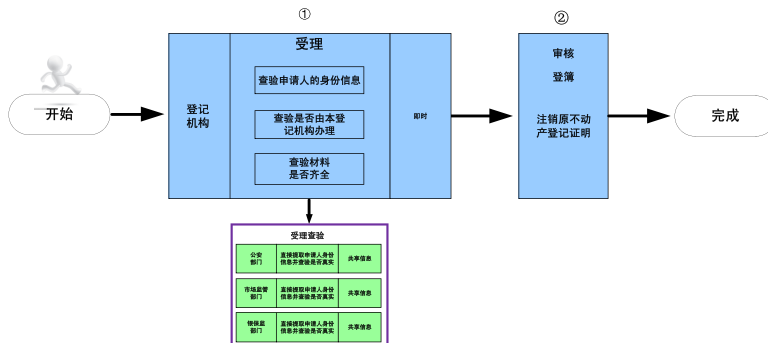 ①
②
开始
登记
机构
受理
查验申请人的身份信息
查验是否由本登
记机构办理
查验材料
是否齐全
即时
审核
登簿
注销原不动
产登记证明
完成
受理查验
公安
部门
直接提取申请人身份
信息并查验是否真实
共享信息
市场监管
部门
直接提取申请人身份
信息并查验是否真实
共享信息
银保监
部门
直接提取申请人身份
信息并查验是否真实
共享信息